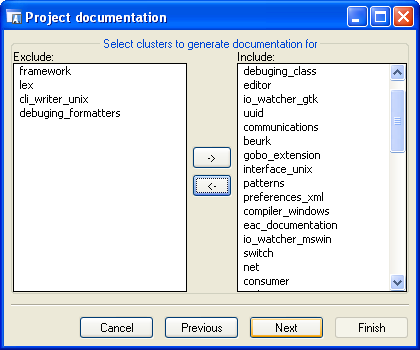 Project documentation
Select clusters to generate documentation for
Exclude:
framework
lex
cli_writer_unix
debuging_formatters
->
<-
Include:
debuging_class
editor
io_watcher_gtk
uuid
communications
beurk
gobo_extension
interface_unix
patterns
preferences_xml
compiler_windows
eac_documentation
io_watcher_mswin
switch
net
consumer
Cancel
Previous
Next
Finish